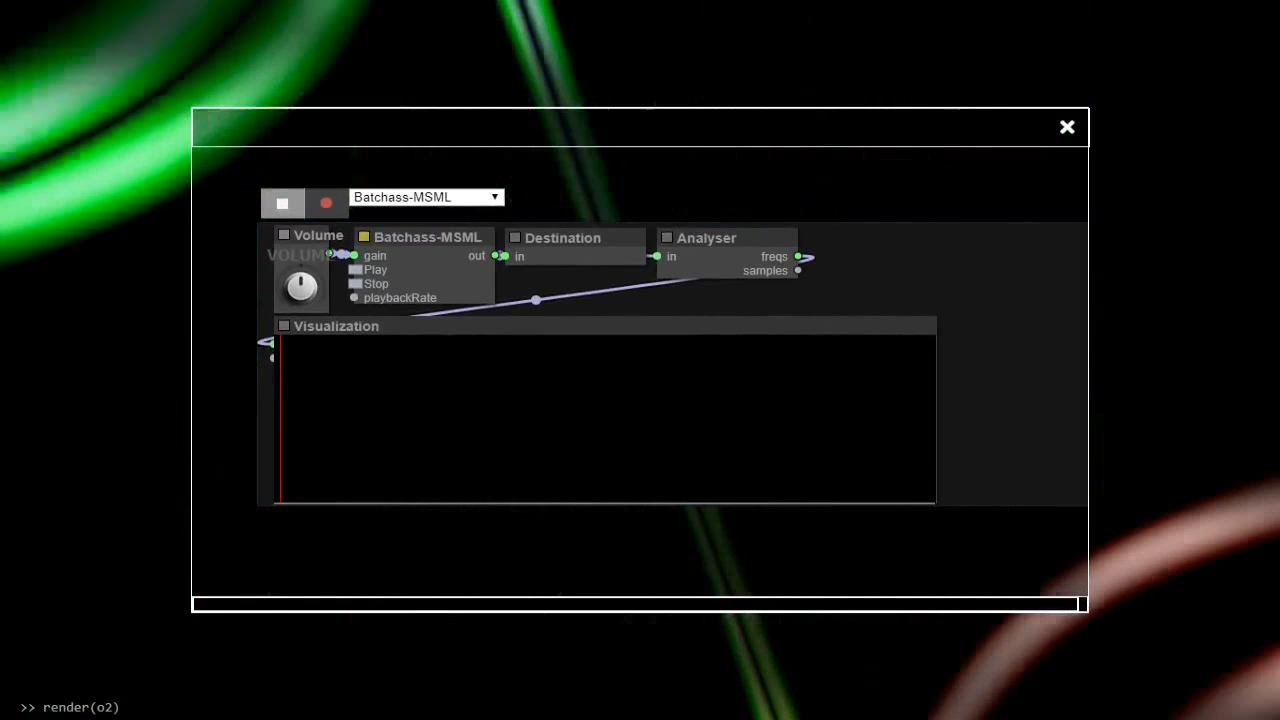 Batchass-MSML
Volume
VOLUME
Batchass-MSML
gain out
Play
Stop
playbackRate
Destination
in
Analyser
in freqs
samples
Visualization
>> render(o2)